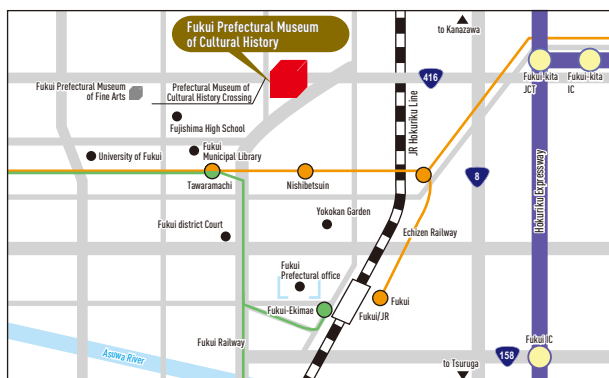 Fukui Prefectural Museum
of Cultural History
to Kanazawa
416
Fukui-kita
JCT
Fukui-kita
IC
Fukui Prefectural Museum
of Fine Arts
Prefectural Museum of
Cultural History Crossing
Fujishima High School
JR Hokuriku Line
University of Fukui
Fukui
Municipal Library
Tawaramachi
Nishibetsuin
8
Hokuriku Expressway
Yokokan Garden
Fukui district Court
Echizen Railway
Fukui
Prefectural office
Fukui-Ekimae
Fukui
Fukui/JR
Fukui Railway
Asuwa River
158
Fukui IC
to Tsuruga